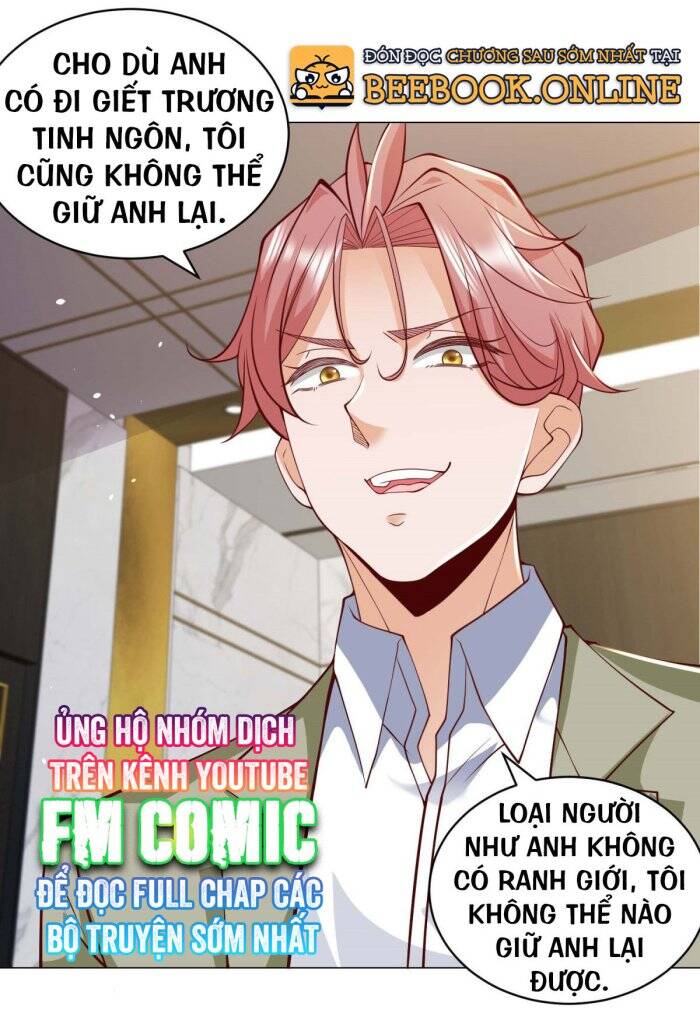 CHO DÙ ANH
CÓ ĐI GIẾT TRƯƠNG
TINH NGÔN, TÔI
CŨNG KHÔNG THỂ
GIỮ ANH LẠI.
ĐÓN ĐỌC CHƯƠNG SAU SỚM NHẤT TẠI
BEEBOOK.ONLINE
ỦNG HỘ NHÓM DỊCH
TRÊN KÊNH YOUTUBE
FM COMIC
ĐỂ ĐỌC FULL CHAP CÁC
BỘ TRUYỆN SỚM NHẤT
LOẠI NGƯỜI
NHƯ ANH KHÔNG
CÓ RANH GIỚI, TÔI
KHÔNG THỂ NÀO
GIỮ ANH LẠI
ĐƯỢC.